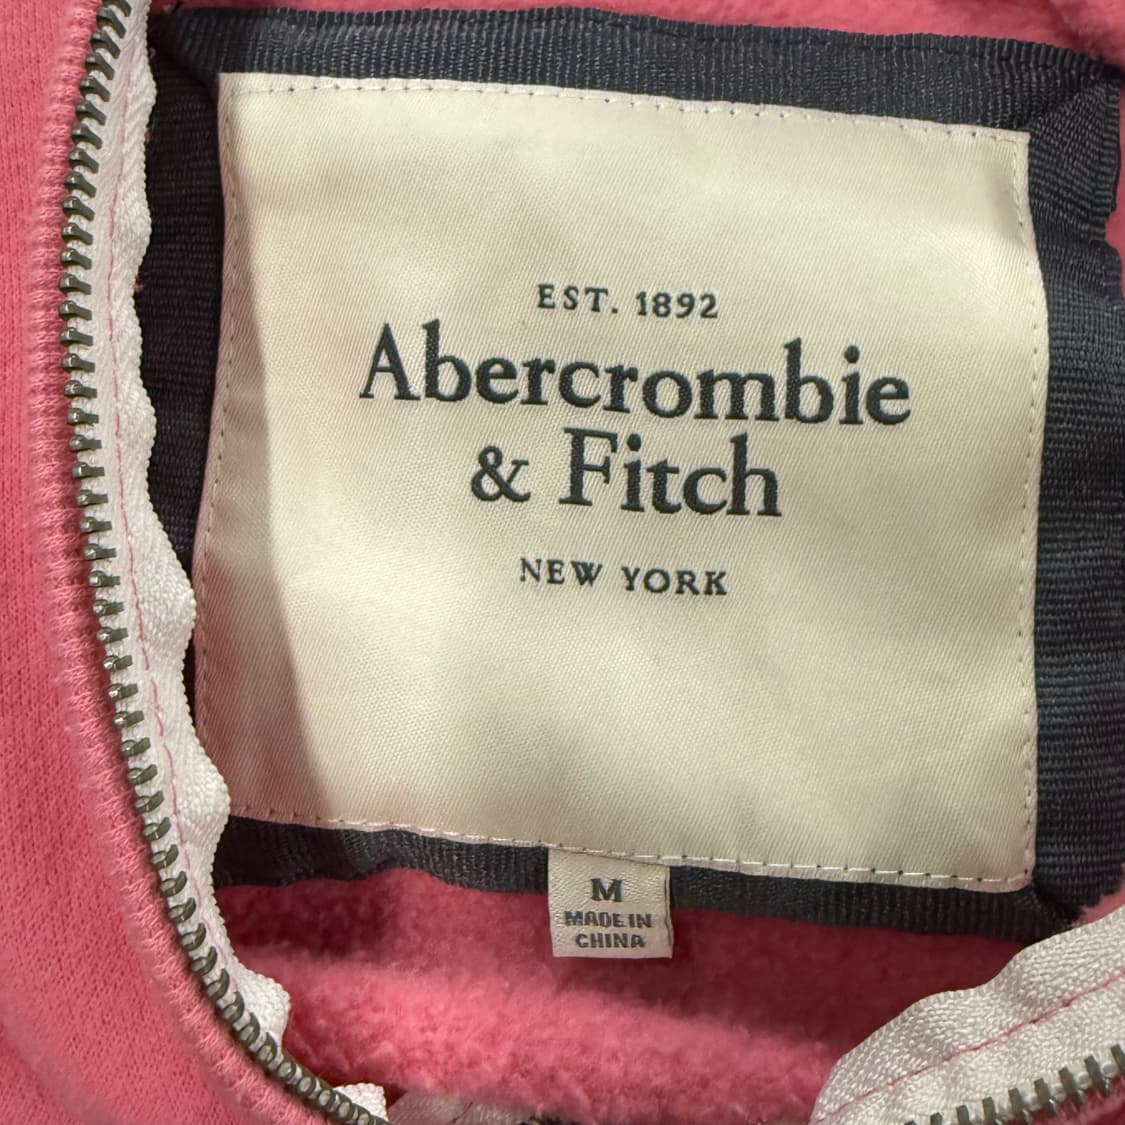 EST. 1892
Abercrombie
& Fitch
NEW YORK
M
MADE IN
CHINA